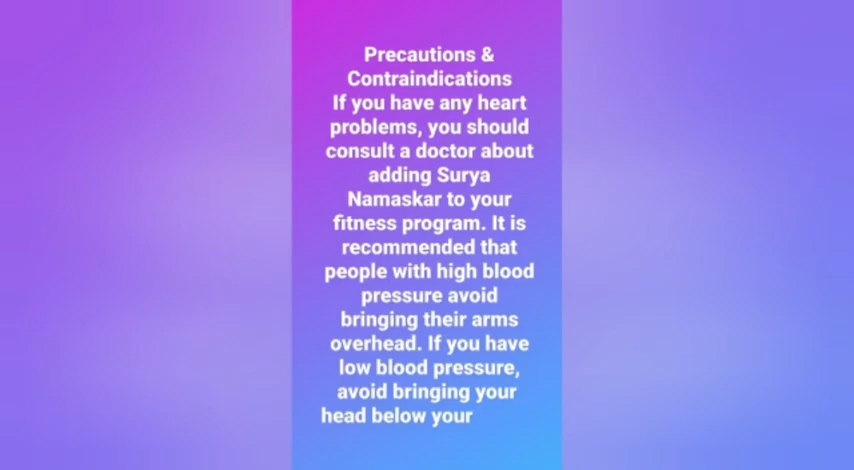 Precautions &
Contraindications
If you have any heart
problems, you should
consult a doctor about
adding Surya
Namaskar to your
fitness program. It is
recommended that
people with high blood
pressure avoid
bringing their arms
overhead. If you have
low blood pressure,
avoid bringing your
head below your